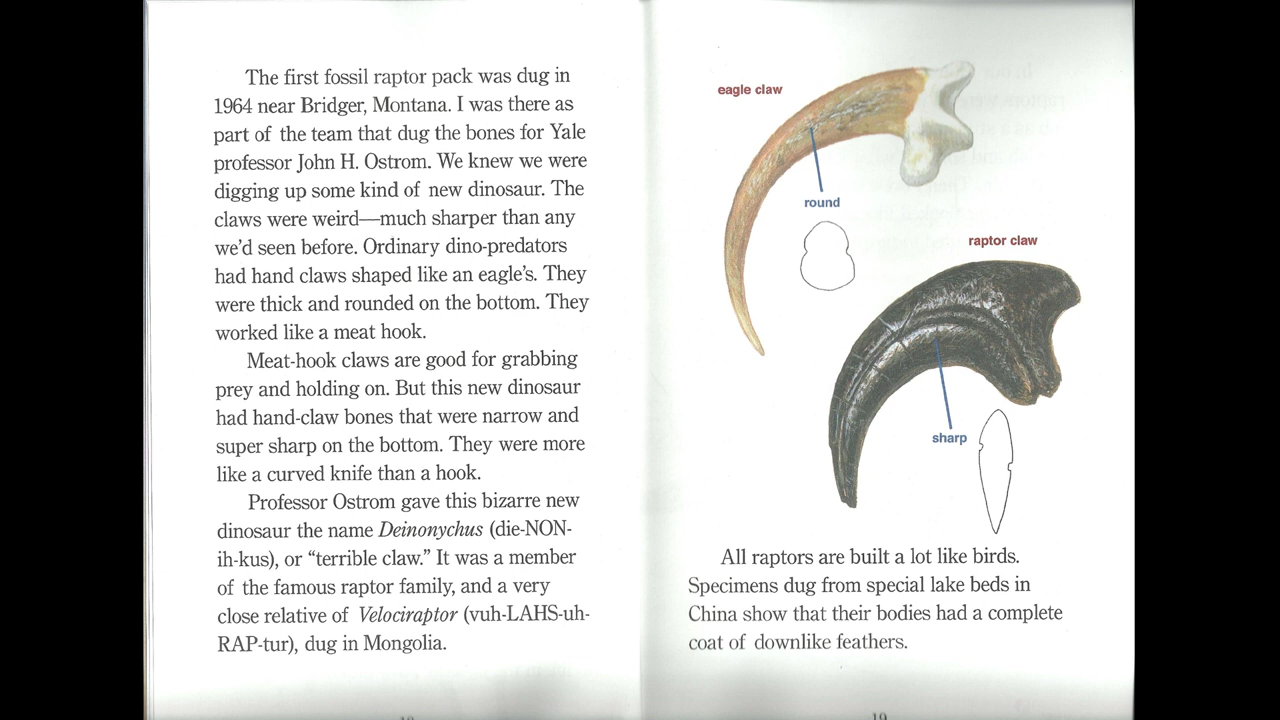 The first fossil raptor pack was dug in
1964 near Bridger, Montana. I was there as
part of the team that dug the bones for Yale
professor John H. Ostrom. We knew we were
digging up some kind of new dinosaur. The
claws were weird—much sharper than any
we'd seen before. Ordinary dino-predators
had hand claws shaped like an eagle's. They
were thick and rounded on the bottom. They
worked like a meat hook.
Meat-hook claws are good for grabbing
prey and holding on. But this new dinosaur
had hand-claw bones that were narrow and
super sharp on the bottom. They were more
like a curved knife than a hook.
Professor Ostrom gave this bizarre new
dinosaur the name Deinonychus (die-NON-
ih-kus), or “terrible claw.” It was a member
of the famous raptor family, and a very
close relative of Velociraptor (vuh-LAHS-uh-
RAP-tur), dug in Mongolia.
eagle claw
round
raptor claw
sharp
All raptors are built a lot like birds.
Specimens dug from special lake beds in
China show that their bodies had a complete
coat of downlike feathers.